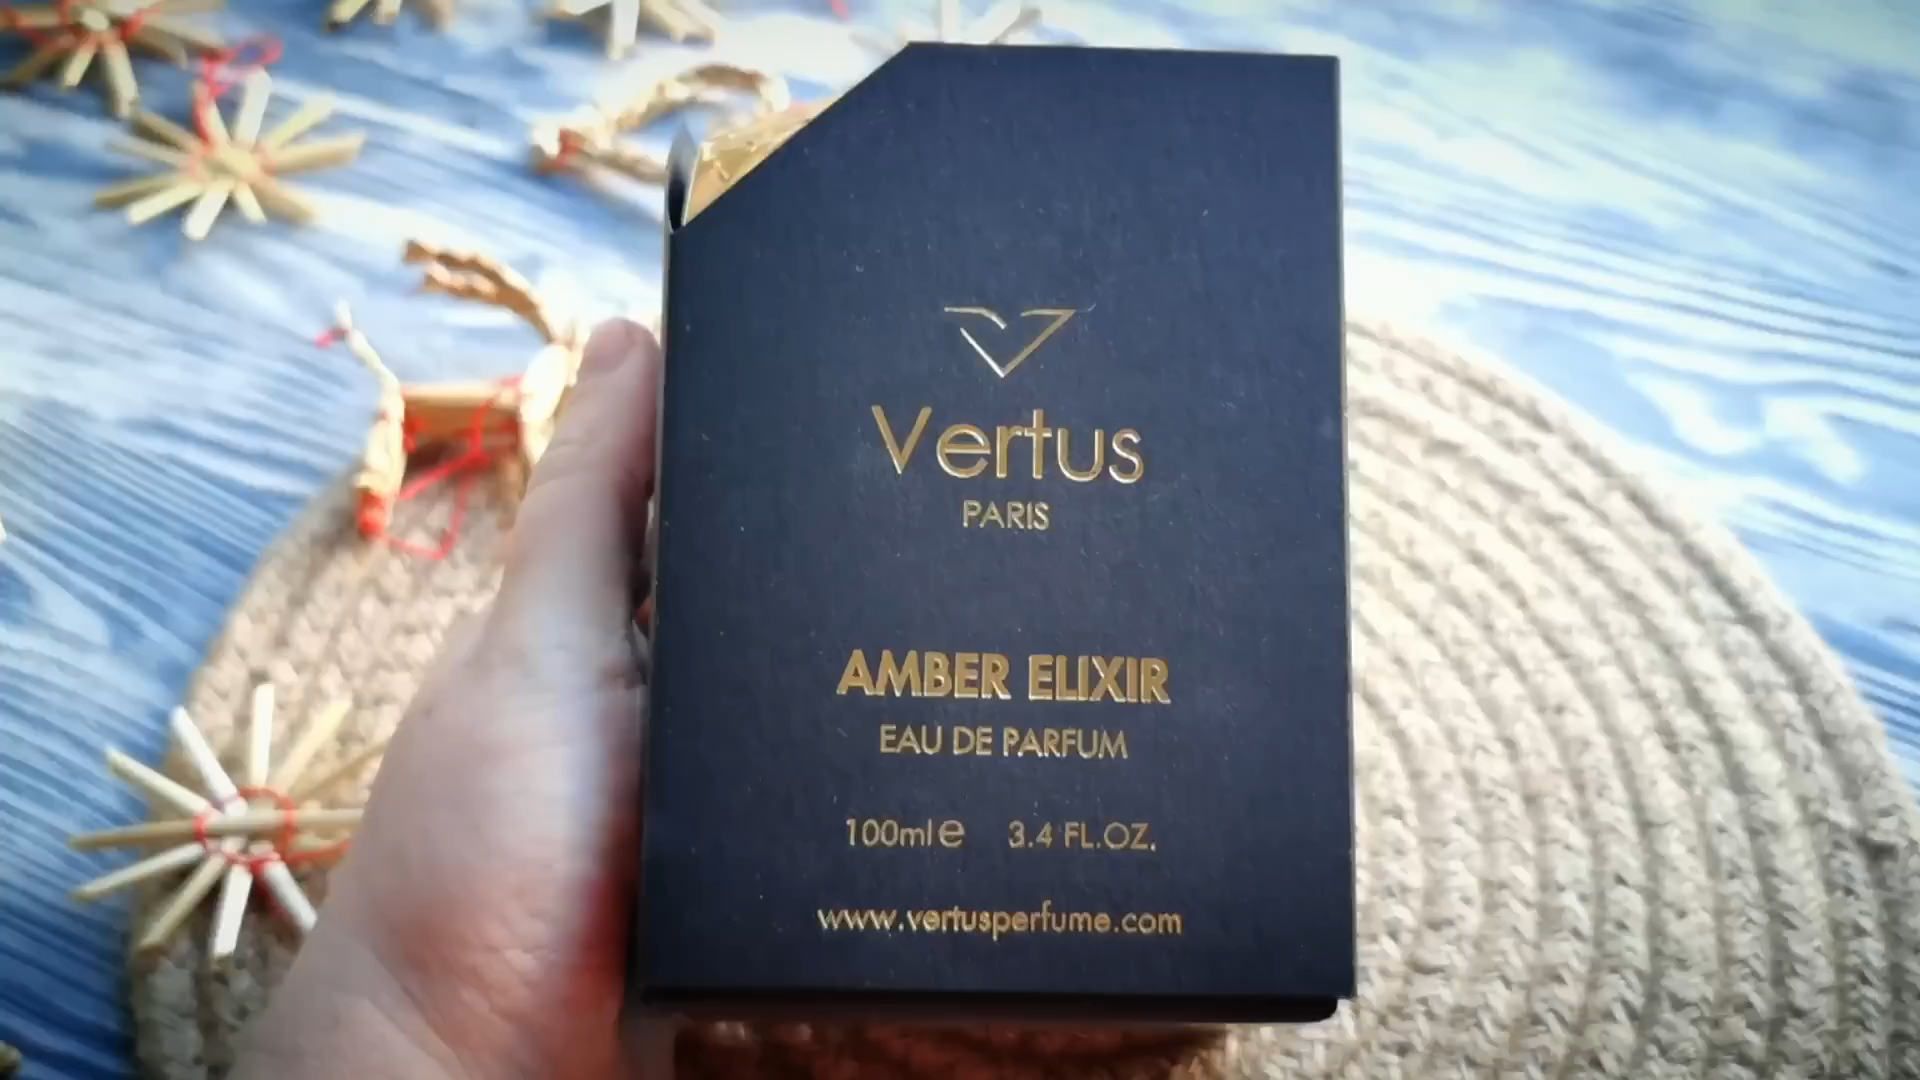 Vertus
PARIS
AMBER ELIXIR
EAU DE PARFUM
100ml e 3.4 FL.OZ.
www.vertusperfume.com